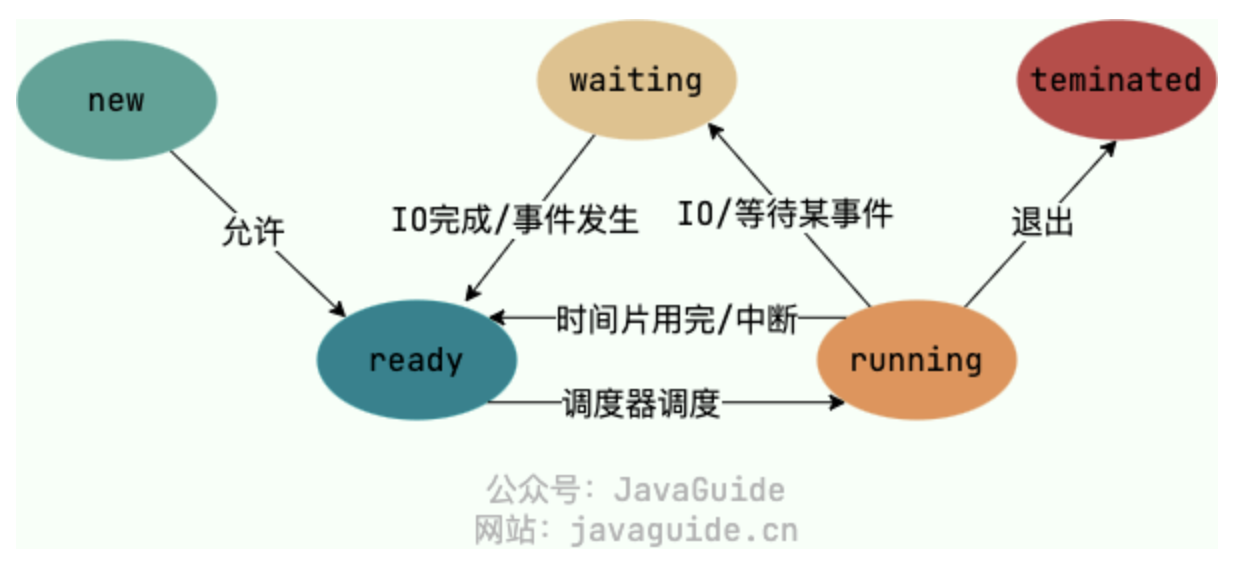 new
waiting
teminated
允许
IO完成/事件发生
IO/等待某事件
退出
时间片用完/中断
ready
running
调度器调度
公众号：JavaGuide
网站：javaguide.cn